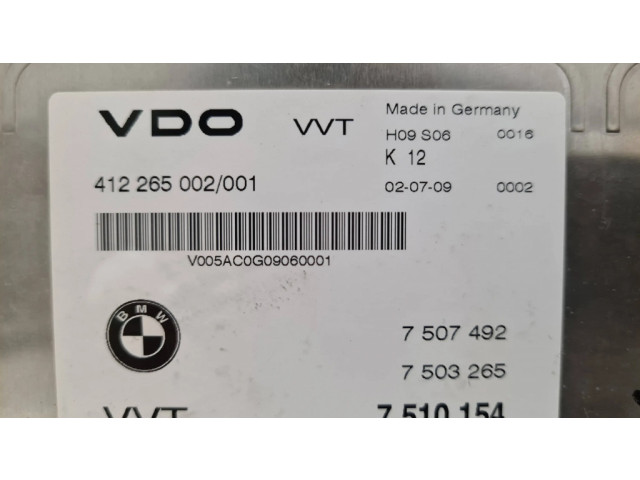 VDO VVT Made in Germany
H09 S06 0016
K 12
412 265 002/001 02-07-09 0002
V005AC0G09060001
BMW
7 507 492
7 503 265
VVT 7 510 154